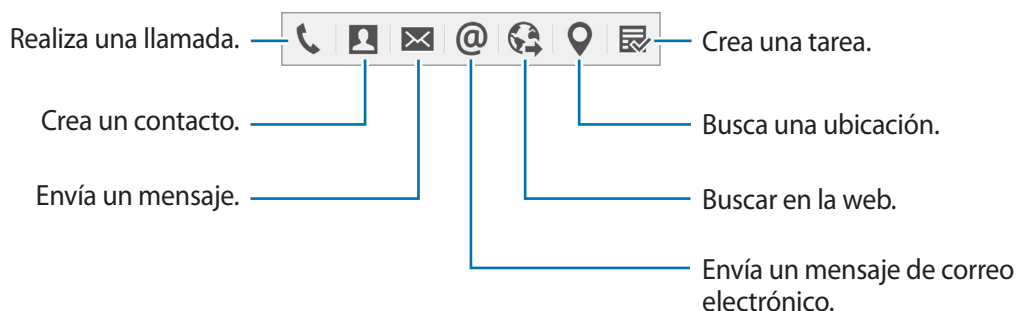 Realiza una llamada.
Crea un contacto.
Envía un mensaje.
@
Crea una tarea.
Busca una ubicación.
Buscar en la web.
Envía un mensaje de correo
electrónico.